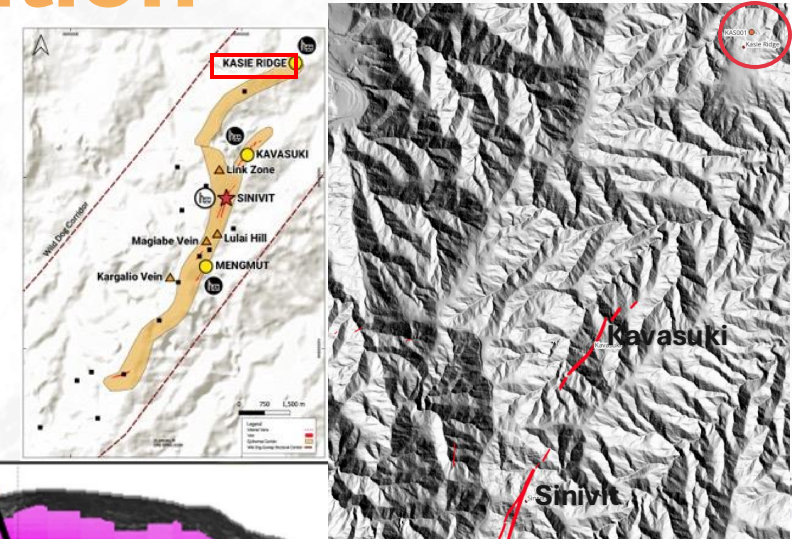 KASIE RIDGE
KAVASUKI
Link Zone
SINIVIT
Wild Dog Corridor
Magiabe Vein
Lulai Hill
Kargalio Vein
MENGMUT
0 750 1,500 m
Legend
KAS001
Kasie Ridge
Kavasuki
Sinivit